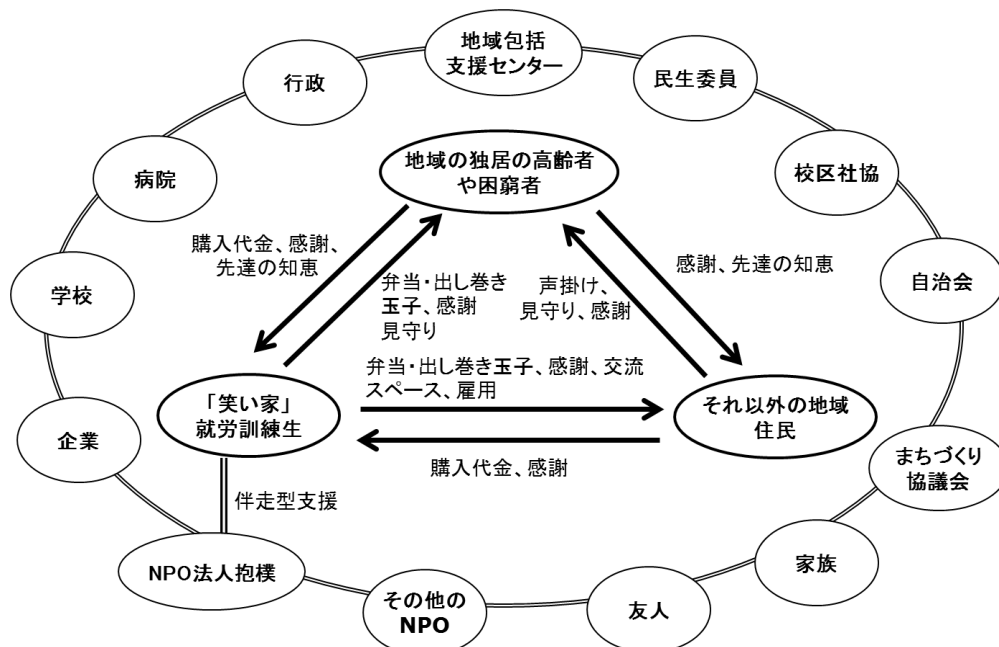 地域包括
支援センター
行政
民生委員
病院
地域の独居の高齢者
や困窮者
校区社協
購入代金、感謝、
先達の知恵
弁当・出し巻き
玉子、感謝
見守り
声掛け、
見守り、感謝
感謝、先達の知恵
学校
自治会
弁当・出し巻き玉子、感謝、交流
スペース、雇用
「笑い家」
就労訓練生
それ以外の地域
住民
企業
購入代金、感謝
まちづくり
協議会
伴走型支援
NPO法人抱樸
家族
その他の
NPO
友人